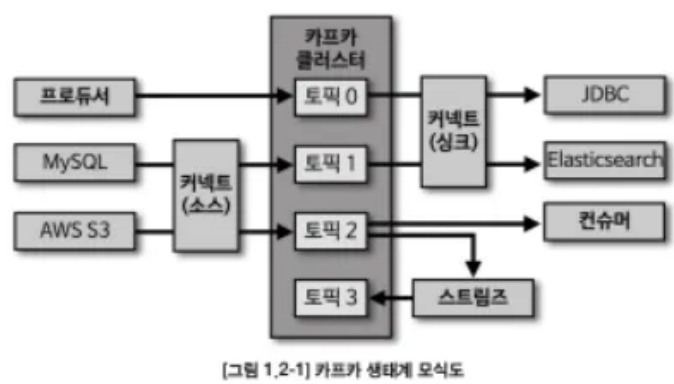 카프카
클러스터
프로듀서
토픽 0
커넥트
(싱크)
JDBC
MySQL
커넥트
(소스)
토픽 1
Elasticsearch
AWS S3
토픽 2
컨슈머
토픽 3
스트림즈
[그림 1.2-1] 카프카 생태계 모식도